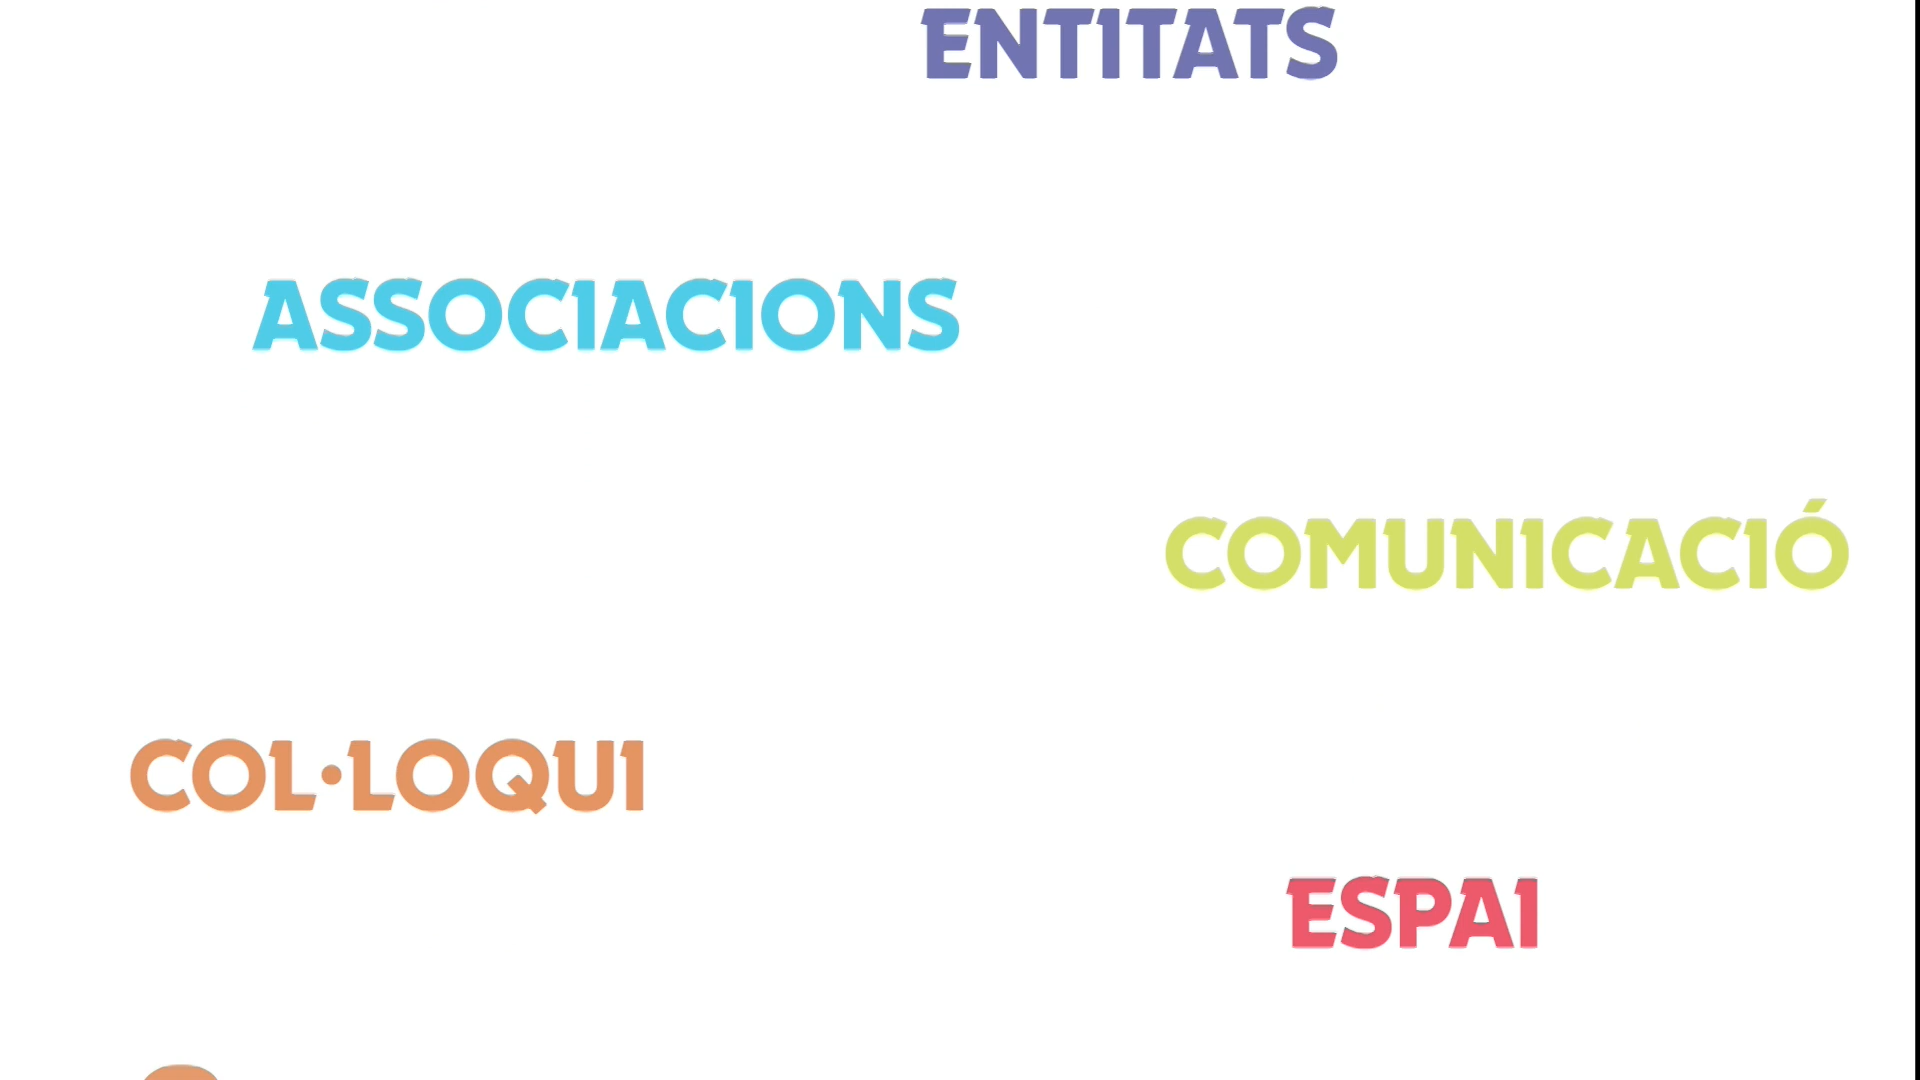 ENTITATS
ASSOCIACIONS
COMUNICACIÓ
COL·LOQUI
ESPAI